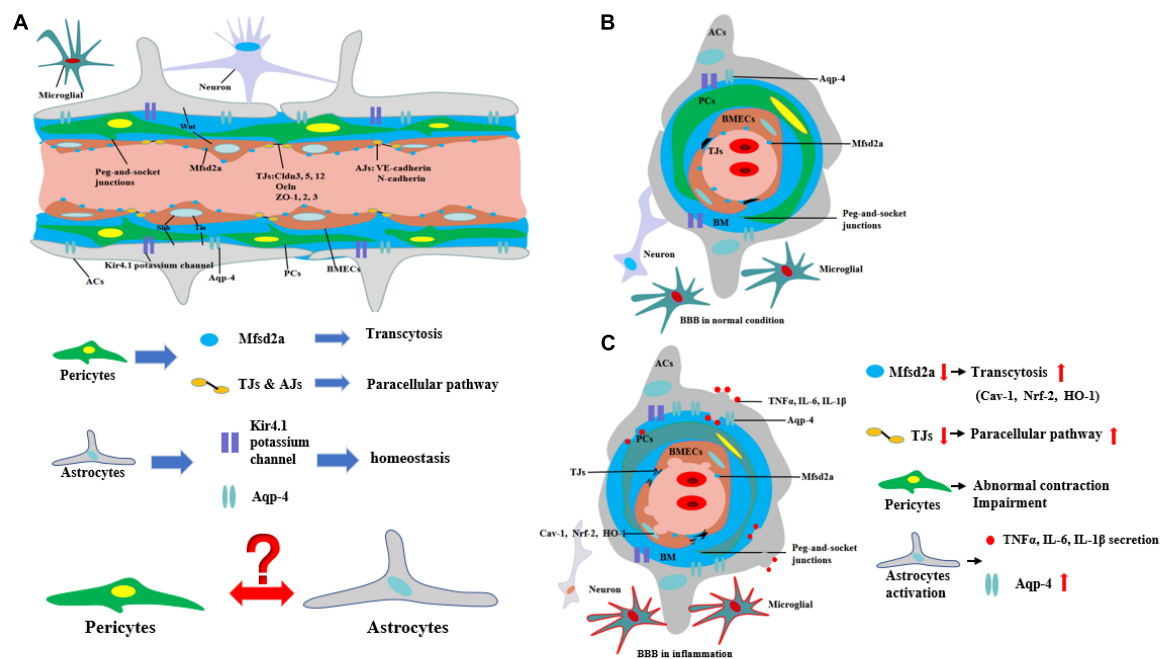 A
Microglial
Neuron
Wnt
Peg-and-socket
junctions
Mfsd2a
TJs:Cldn3, 5, 12
Ocln
ZO-1, 2, 3
AJs: VE-cadherin
N-cadherin
Shh
Tie
Kir4.1 potassium channel
ACs
Aqp-4
PCs
BMECs
Pericytes
Mfsd2a
Transcytosis
TJs & AJs
Paracellular pathway
Astrocytes
Kir4.1
potassium
channel
homeostasis
Aqp-4
?
Pericytes
Astrocytes
B
ACs
Aqp-4
PCs
BMECs
TJs
Mfsd2a
BM
Peg-and-socket
junctions
Neuron
Microglial
BBB in normal condition
C
ACs
TNFα, IL-6, IL-1β
Aqp-4
PCs
BMECs
TJs
Mfsd2a
Cav-1, Nrf-2, HO-1
BM
Peg-and-socket
junctions
Neuron
Microglial
BBB in inflammation
Mfsd2a
Transcytosis
(Cav-1, Nrf-2, HO-1)
TJs
Paracellular pathway
Pericytes
Abnormal contraction
Impairment
Astrocytes
activation
TNFα, IL-6, IL-1β secretion
Aqp-4